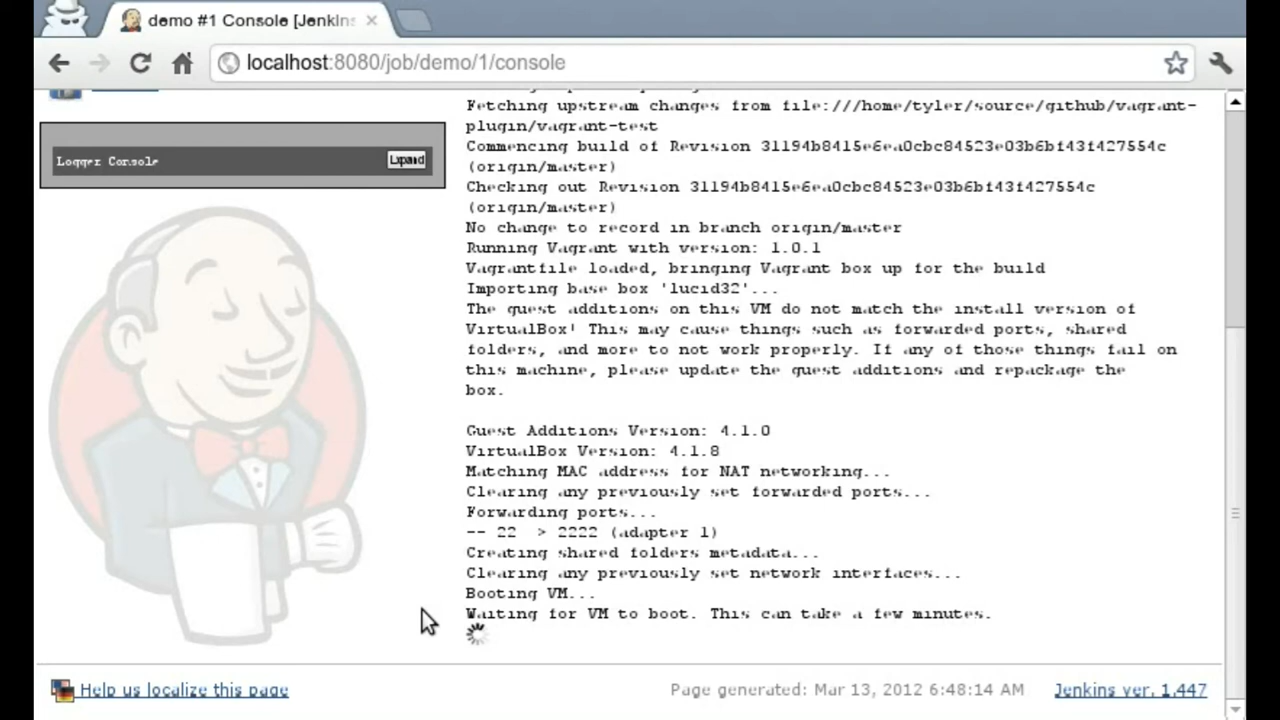 demo #1 Console [Jenkins
localhost:8080/job/demo/1/console
Fetching upstream changes from file:///home/tyler/source/github/vagrant-
plugin/vagrant-test
Commencing build of Revision 31194b8415e6ea0cbc84523e03b6bf43f427554c
(origin/master)
Checking out Revision 31194b8415e6ea0cbc84523e03b6bf43f427554c
(origin/master)
No change to record in branch origin/master
Running Vagrant with version: 1.0.1
Vagrantfile loaded, bringing Vagrant box up for the build
Importing base box 'lucid32'...
The guest additions on this VM do not match the install version of
VirtualBox! This may cause things such as forwarded ports, shared
folders, and more to not work properly. If any of those things fail on
this machine, please update the guest additions and repackage the
box.
Guest Additions Version: 4.1.0
VirtualBox Version: 4.1.8
Matching MAC address for NAT networking...
Clearing any previously set forwarded ports...
Forwarding ports...
-- 22 > 2222 (adapter 1)
Creating shared folders metadata...
Clearing any previously set network interfaces...
Booting VM...
Waiting for VM to boot. This can take a few minutes.
Logger Console
Expand
Help us localize this page
Page generated: Mar 13, 2012 6:48:14 AM
Jenkins ver. 1.447